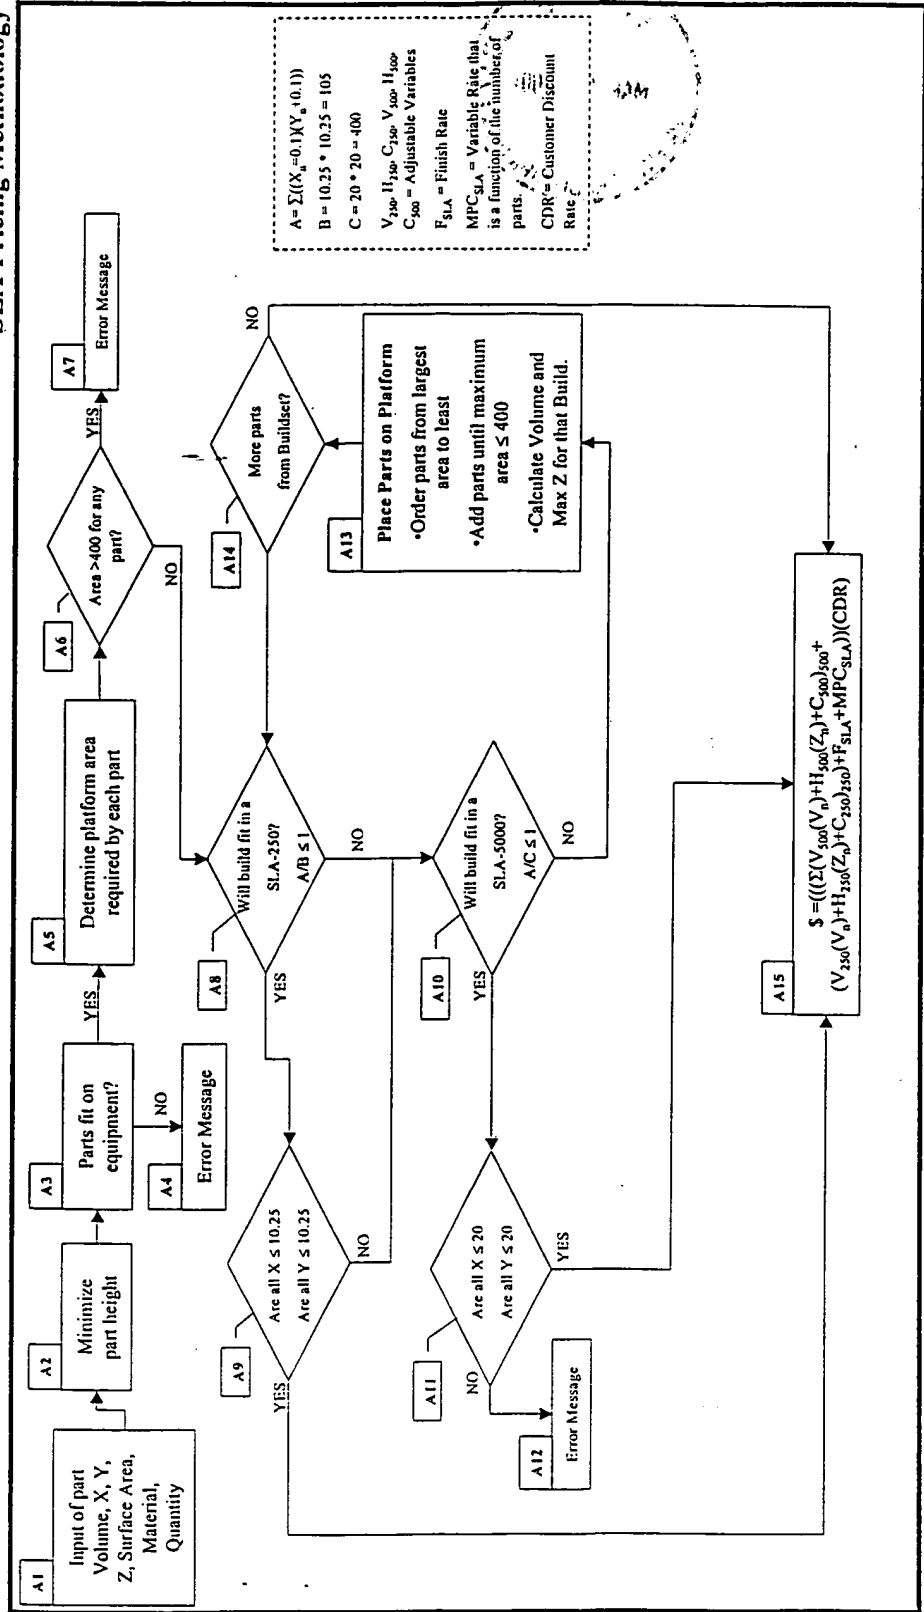 SLA Pricing Methodology
A1
Input of part
Volume, X, Y,
Z, Surface Area,
Material,
Quantity
A2
Minimize
part height
A3
Parts fit on
equipment?
YES
NO
A4
Error Message
A5
Determine platform area
required by each part
A6
Area >400 for any
part?
YES
NO
A7
Error Message
A8
Will build fit in a
SLA-250?
A/B ≤ 1
YES
NO
A9
Are all X ≤ 10.25
Are all Y ≤ 10.25
YES
NO
A10
Will build fit in a
SLA-5000?
A/C ≤ 1
YES
NO
A11
Are all X ≤ 20
Are all Y ≤ 20
NO
YES
A12
Error Message
A13
Place Parts on Platform
•Order parts from largest
area to least
•Add parts until maximum
area ≤ 400
•Calculate Volume and
Max Z for that Build.
A14
More parts
from Buildset?
NO
A15
$ =(((Σ(V500(Vn)+H500(Zn)+C500)500+
(V250(Vn)+H250(Zn)+C250)250)+FSLA+MPCSLA))(CDR)
A= Σ((Xn=0.1)(Yn+0.1))
B = 10.25 * 10.25 = 105
C = 20 * 20 = 400
V250, H250, C250, V500, H500,
C500 = Adjustable Variables
FSLA = Finish Rate
MPCSLA = Variable Rate that
is a function of the number of
parts.
CDR = Customer Discount
Rate